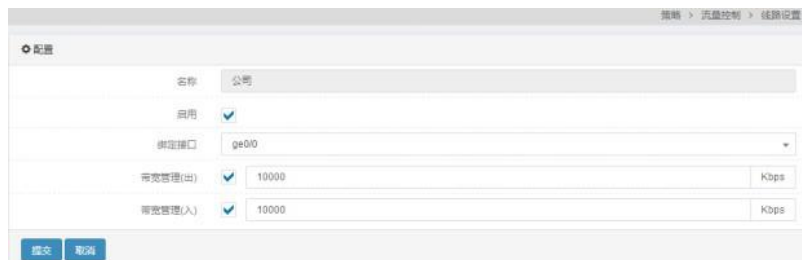 策略 > 流量控制 > 线路设置
配置
名称 公司
启用
绑定接口 ge0/0
带宽管理(出) 10000 Kbps
带宽管理(入) 10000 Kbps
提交 取消